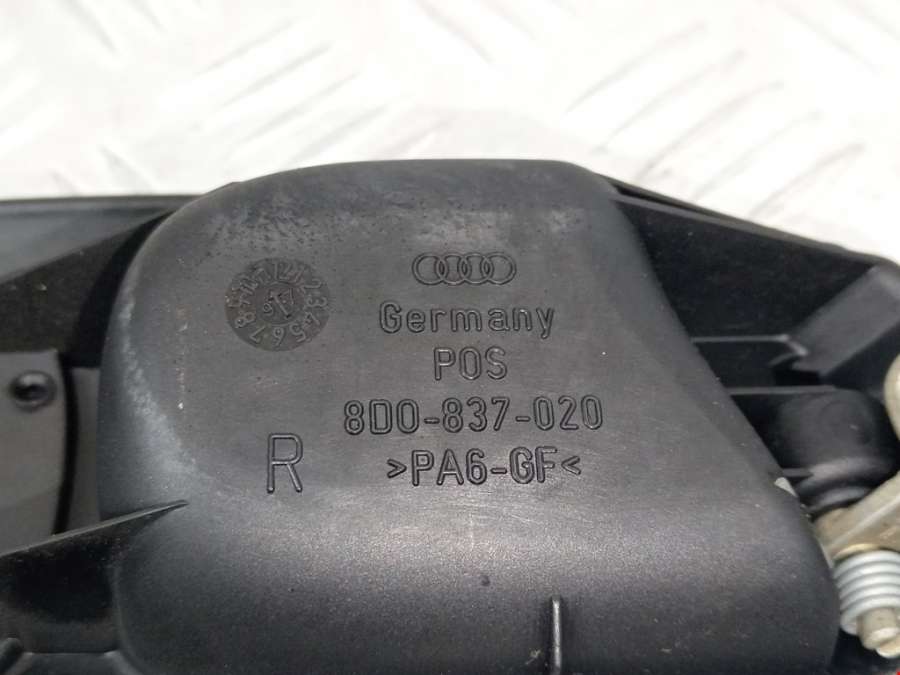 Germany
POS
8D0-837-020
R >PA6-GF<